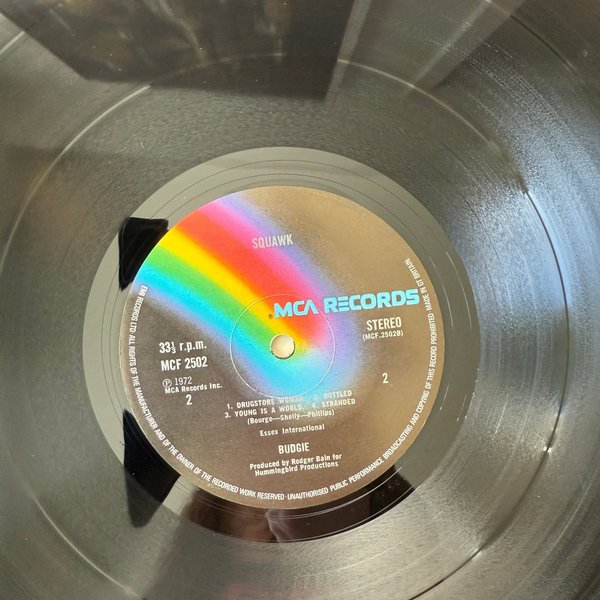 SQUAWK
MCA RECORDS
33⅓ r.p.m.
MCF 2502
STEREO
(MCF.2502B)
Ⓟ 1972
MCA Records Inc.
2
2
1. DRUGSTORE WOMAN. 2. BOTTLED
3. YOUNG IS A WORLD. 4. STRANDED
(Bourge—Shelly—Phillips)
Essex International
BUDGIE
Produced by Rodger Bain for
Hummingbird Productions
EMI RECORDS LTD ALL RIGHTS OF THE MANUFACTURER AND OF THE OWNER OF THE RECORDED WORK RESERVED·UNAUTHORISED PUBLIC PERFORMANCE BROADCASTING AND COPYING OF THIS RECORD PROHIBITED MADE IN GT BRITAIN